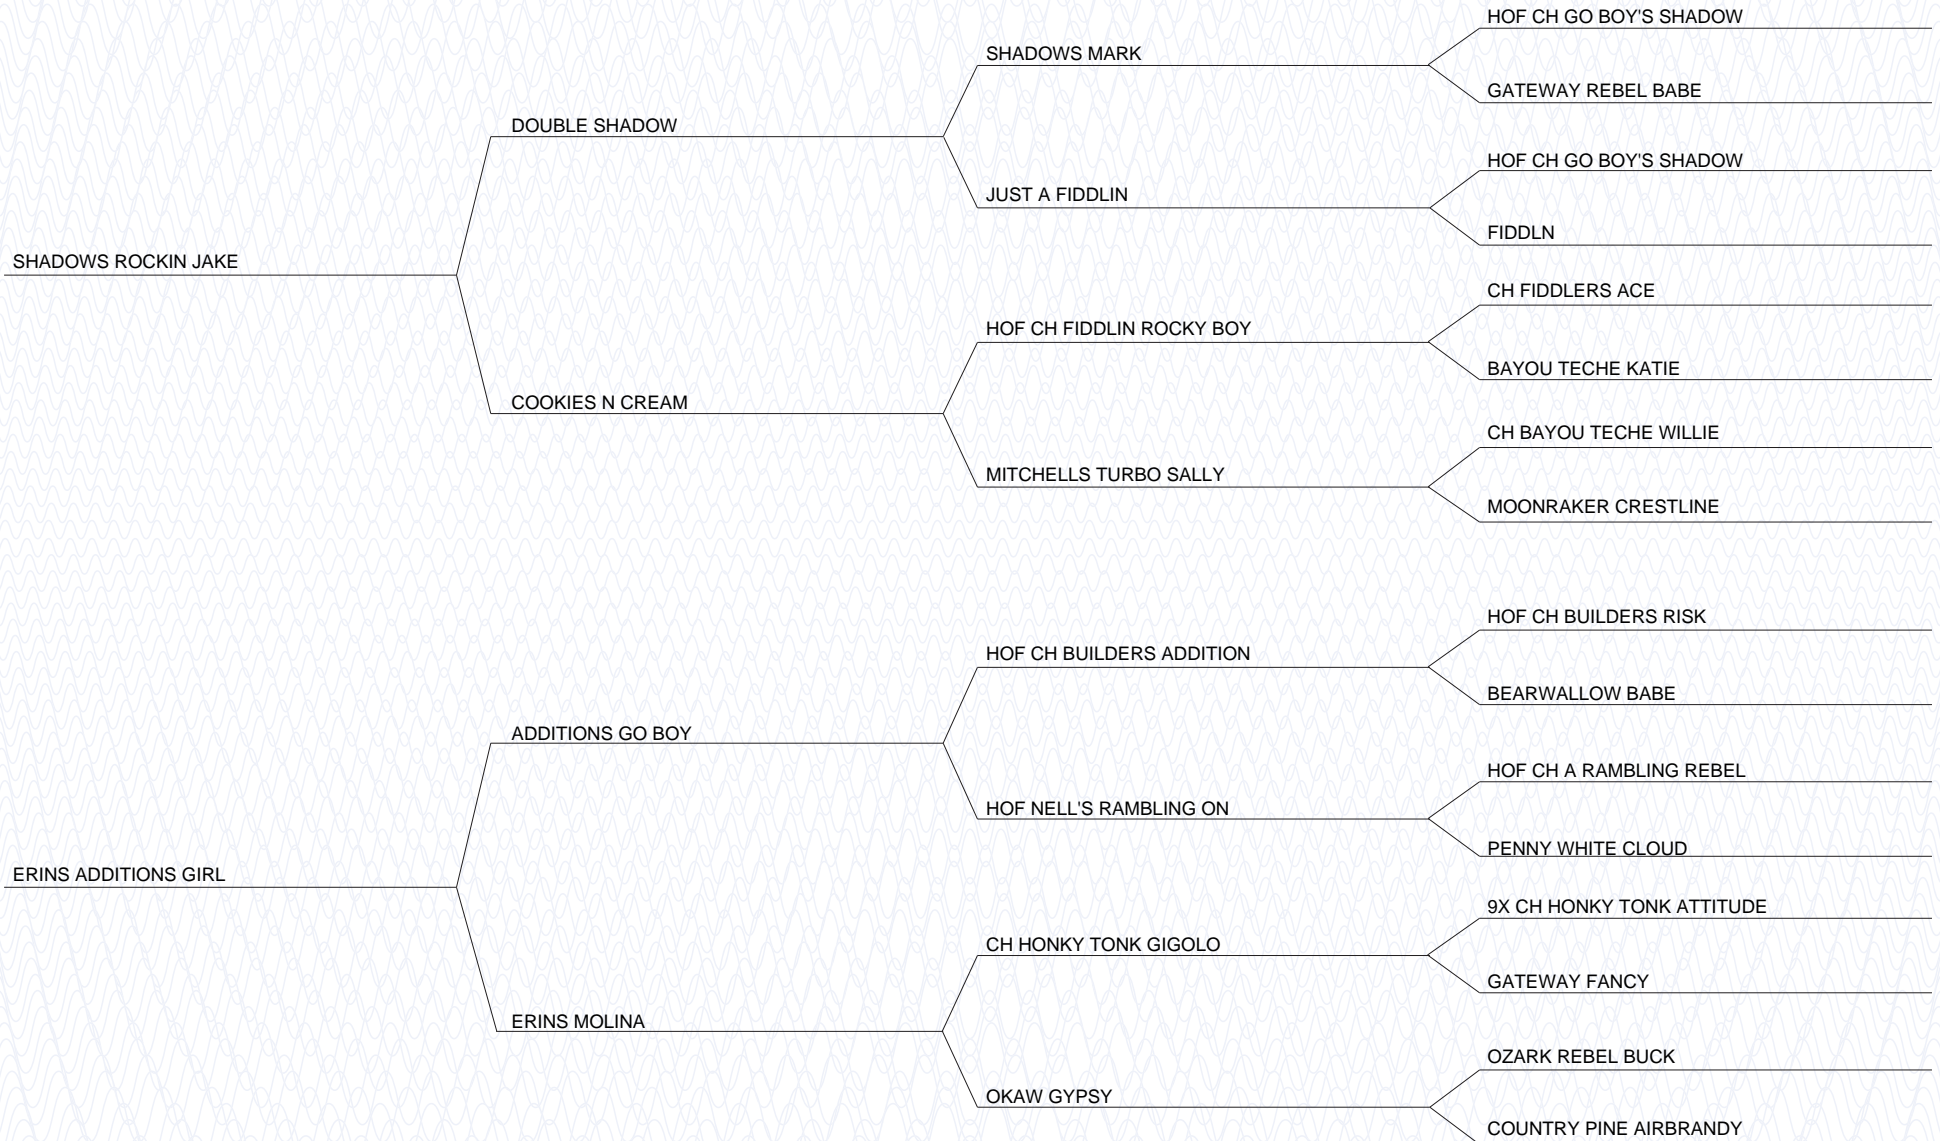 HOF CH GO BOY'S SHADOW
SHADOWS MARK
GATEWAY REBEL BABE
DOUBLE SHADOW
HOF CH GO BOY'S SHADOW
JUST A FIDDLIN
FIDDLN
SHADOWS ROCKIN JAKE
CH FIDDLERS ACE
HOF CH FIDDLIN ROCKY BOY
BAYOU TECHE KATIE
COOKIES N CREAM
CH BAYOU TECHE WILLIE
MITCHELLS TURBO SALLY
MOONRAKER CRESTLINE
HOF CH BUILDERS RISK
HOF CH BUILDERS ADDITION
BEARWALLOW BABE
ADDITIONS GO BOY
HOF CH A RAMBLING REBEL
HOF NELL'S RAMBLING ON
PENNY WHITE CLOUD
ERINS ADDITIONS GIRL
9X CH HONKY TONK ATTITUDE
CH HONKY TONK GIGOLO
GATEWAY FANCY
ERINS MOLINA
OZARK REBEL BUCK
OKAW GYPSY
COUNTRY PINE AIRBRANDY